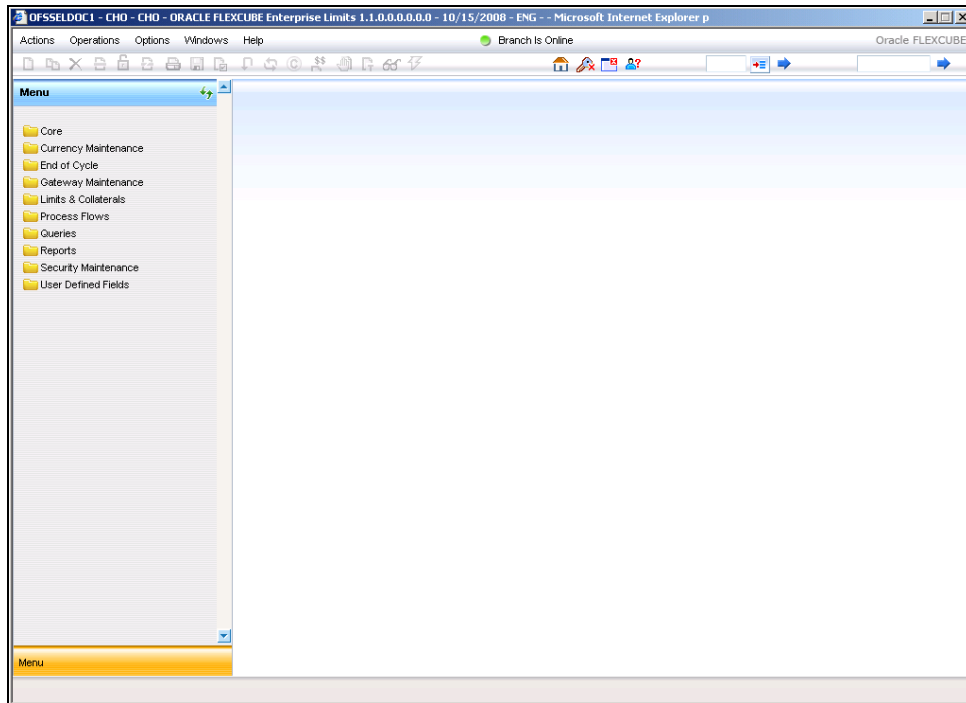 OFSSELDOC1 - CHO - CHO - ORACLE FLEXCUBE Enterprise Limits 1.1.0.0.0.0.0.0 - 10/15/2008 - ENG - - Microsoft Internet Explorer p
Actions Operations Options Windows Help Branch Is Online Oracle FLEXCUBE
Menu
Core
Currency Maintenance
End of Cycle
Gateway Maintenance
Limits & Collaterals
Process Flows
Queries
Reports
Security Maintenance
User Defined Fields
Menu